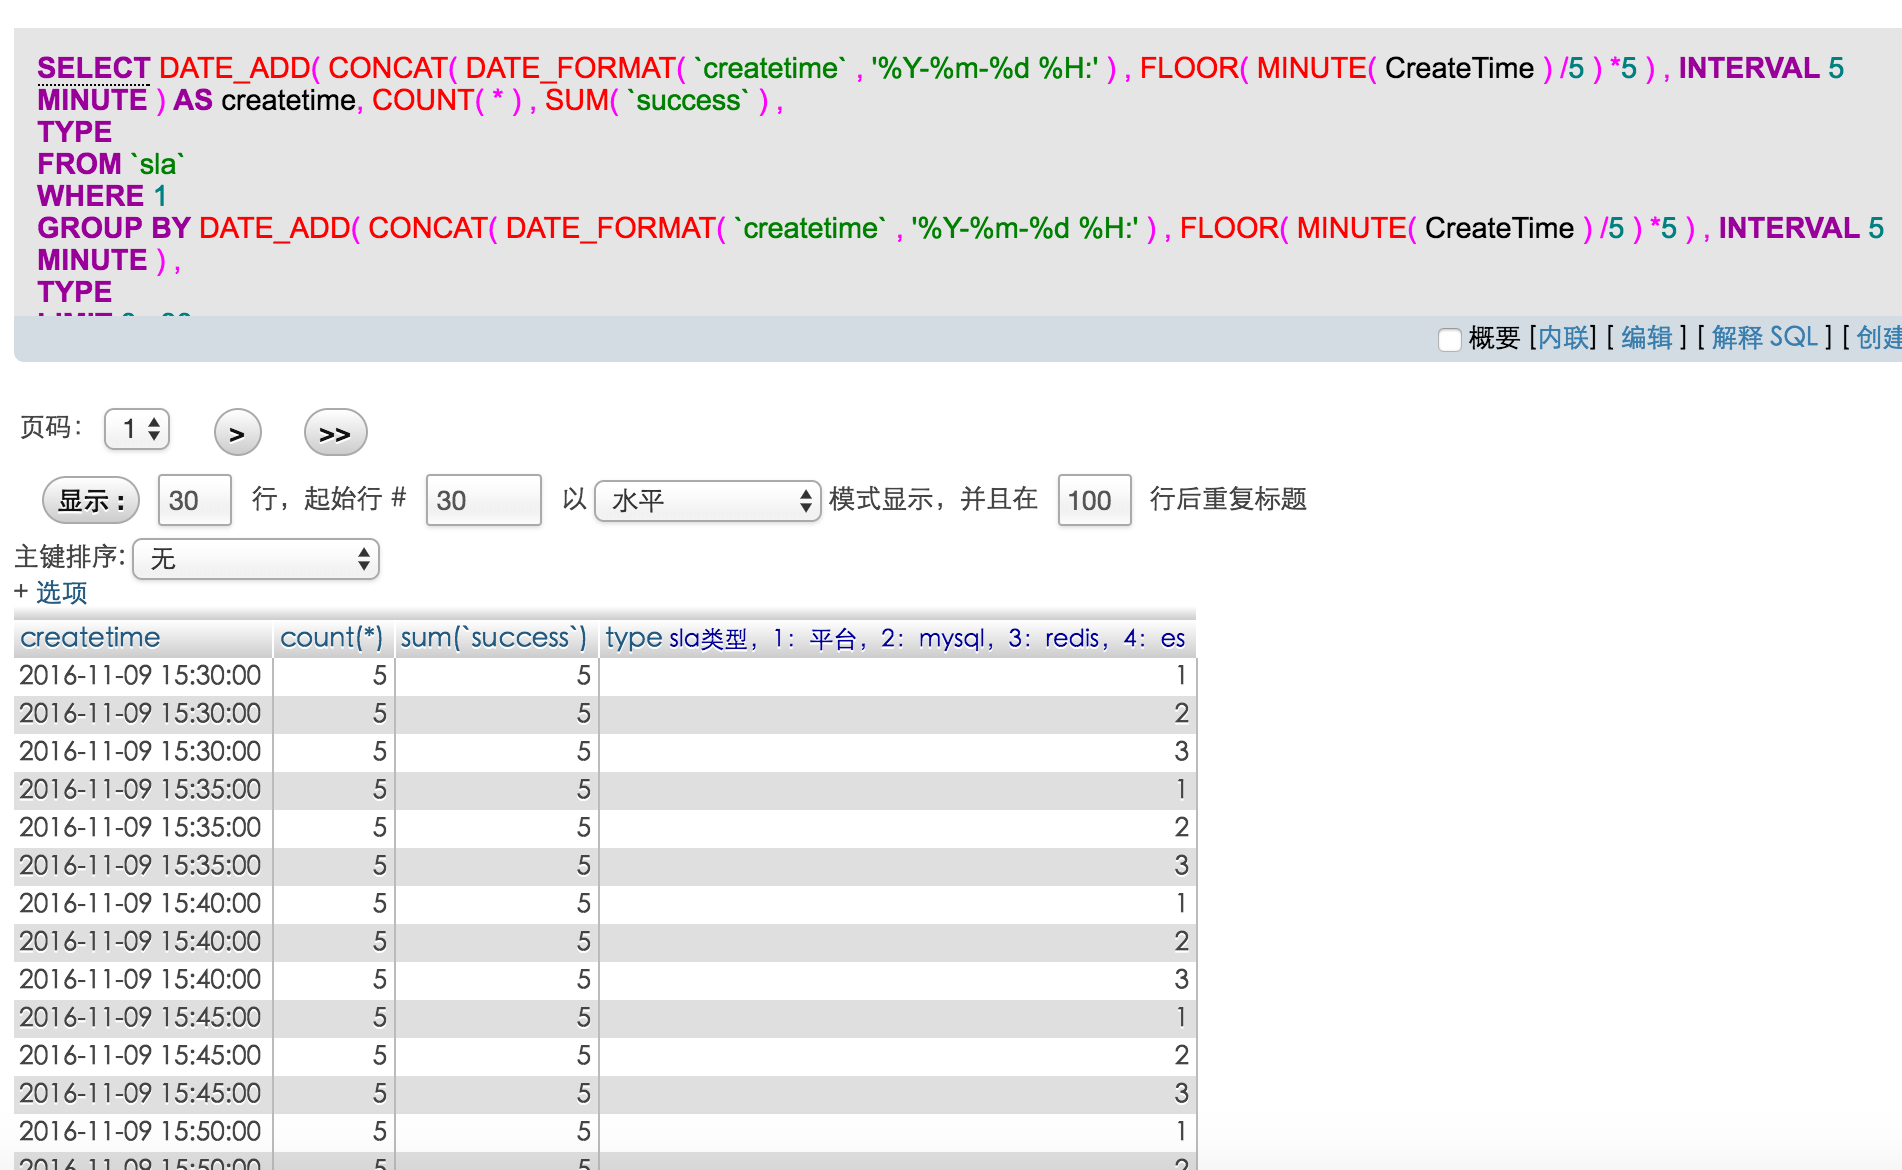 SELECT DATE_ADD( CONCAT( DATE_FORMAT( `createtime` , '%Y-%m-%d %H:' ) , FLOOR( MINUTE( CreateTime ) /5 ) *5 ) , INTERVAL 5
MINUTE ) AS createtime, COUNT( * ) , SUM( `success` ) ,
TYPE
FROM `sla`
WHERE 1
GROUP BY DATE_ADD( CONCAT( DATE_FORMAT( `createtime` , '%Y-%m-%d %H:' ) , FLOOR( MINUTE( CreateTime ) /5 ) *5 ) , INTERVAL 5
MINUTE ) ,
TYPE
概要 [内联] [ 编辑 ] [ 解释 SQL ] [ 创建
页码： 1 > >>
显示 : 30 行，起始行 # 30 以 水平 模式显示，并且在 100 行后重复标题
主键排序: 无
+ 选项
createtime count(*) sum(`success`) type sla类型，1：平台，2：mysql，3：redis，4：es
2016-11-09 15:30:00 5 5 1
2016-11-09 15:30:00 5 5 2
2016-11-09 15:30:00 5 5 3
2016-11-09 15:35:00 5 5 1
2016-11-09 15:35:00 5 5 2
2016-11-09 15:35:00 5 5 3
2016-11-09 15:40:00 5 5 1
2016-11-09 15:40:00 5 5 2
2016-11-09 15:40:00 5 5 3
2016-11-09 15:45:00 5 5 1
2016-11-09 15:45:00 5 5 2
2016-11-09 15:45:00 5 5 3
2016-11-09 15:50:00 5 5 1
2016-11-09 15:50:00 5 5 2